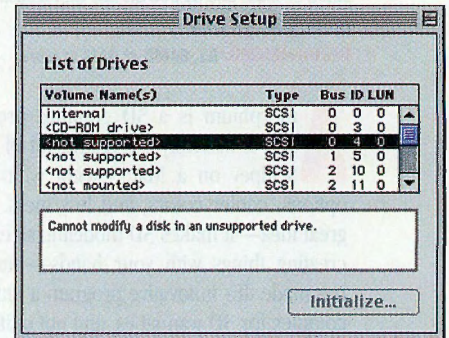 Drive Setup
List of Drives
Volume Name(s) Type Bus ID LUN
internal SCSI 0 0 0
<CD-ROM drive> SCSI 0 3 0
<not supported> SCSI 0 4 0
<not supported> SCSI 1 5 0
<not supported> SCSI 2 10 0
<not mounted> SCSI 2 11 0
Cannot modify a disk in an unsupported drive.
Initialize...